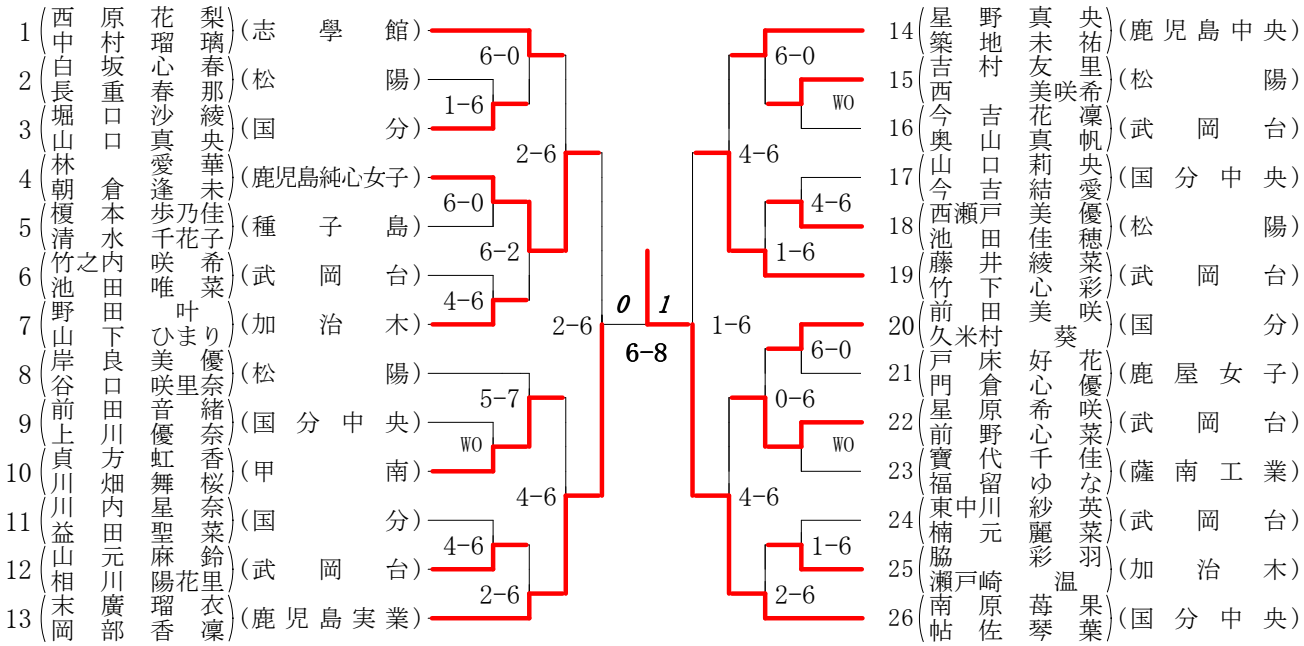 1 (西原花梨 中村瑠璃) (志學館)
2 (白坂心春 長重春那) (松陽)
3 (堀口沙綾 山口真央) (国分)
4 (林愛華 朝倉逢未) (鹿児島純心女子)
5 (榎本歩乃佳 清水千花子) (種子島)
6 (竹之内咲希 池田唯菜) (武岡台)
7 (野田叶 山下ひまり) (加治木)
8 (岸良美優 谷口咲里奈) (松陽)
9 (前田音緒 上川優奈) (国分中央)
10 (貞方虹香 川畑舞桜) (甲南)
11 (川内星奈 益田聖菜) (国分)
12 (山元麻鈴 相川陽花里) (武岡台)
13 (末廣瑠衣 岡部香凜) (鹿児島実業)
6-0
1-6
2-6
6-0
6-2
4-6
2-6
5-7
WO
4-6
4-6
2-6
0 1
6-8
6-0
WO
4-6
4-6
1-6
1-6
6-0
0-6
WO
4-6
1-6
2-6
14 (星野真央 築地未祐) (鹿児島中央)
15 (吉村友里 西美咲希) (松陽)
16 (今吉花凜 奥山真帆) (武岡台)
17 (山口莉央 今吉結愛) (国分中央)
18 (西瀬戸美優 池田佳穂) (松陽)
19 (藤井綾菜 竹下心彩) (武岡台)
20 (前田美咲 久米村葵) (国分)
21 (戸床好花 門倉心優) (鹿屋女子)
22 (星原希咲 前野心菜) (武岡台)
23 (寶代千佳 福留ゆな) (薩南工業)
24 (東中川紗英 楠元麗菜) (武岡台)
25 (脇彩羽 瀬戸崎温) (加治木)
26 (南原苺果 帖佐琴葉) (国分中央)